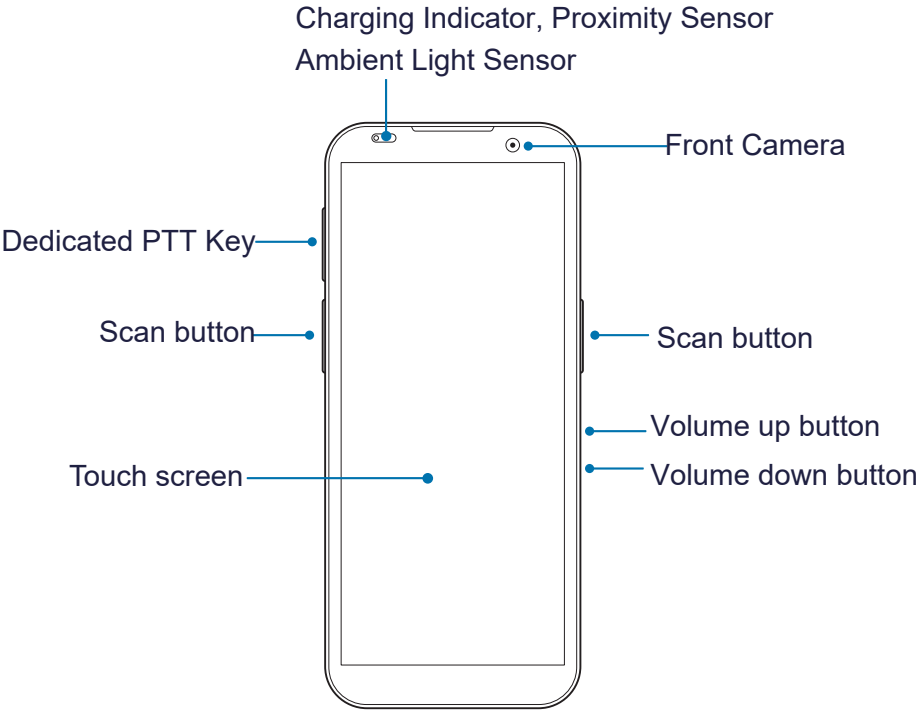 Charging Indicator, Proximity Sensor
Ambient Light Sensor
Front Camera
Dedicated PTT Key
Scan button
Scan button
Volume up button
Touch screen
Volume down button